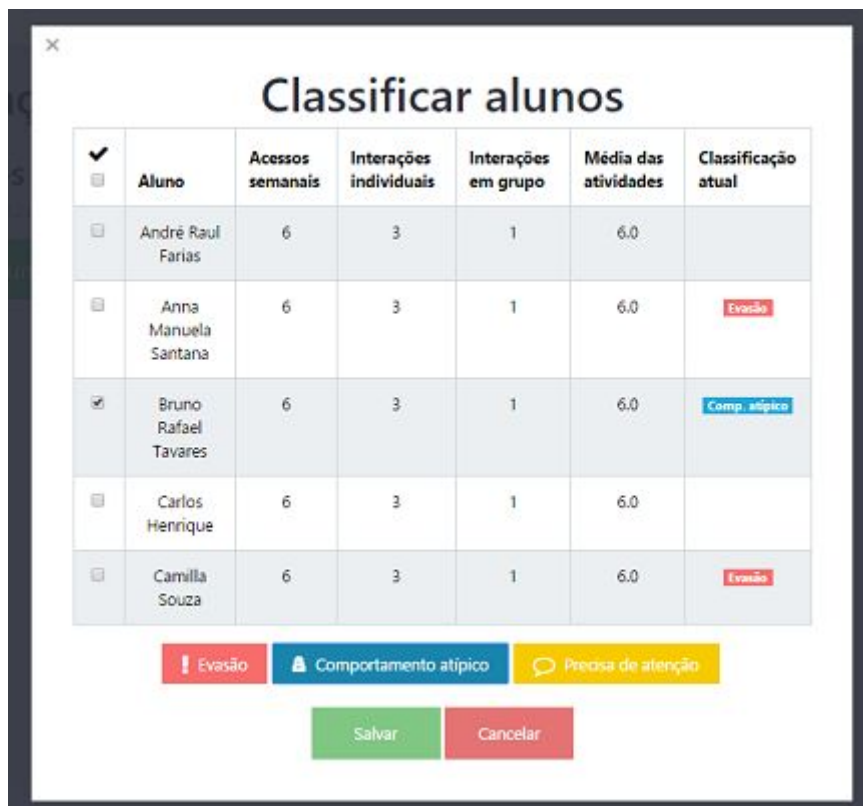 Classificar alunos
Aluno Acessos semanais Interações individuais Interações em grupo Média das atividades Classificação atual
André Raul Farias 6 3 1 6.0
Anna Manuela Santana 6 3 1 6.0 Evasão
Bruno Rafael Tavares 6 3 1 6.0 Comp. atípico
Carlos Henrique 6 3 1 6.0
Camilla Souza 6 3 1 6.0 Evasão
Evasão Comportamento atípico Precisa de atenção
Salvar Cancelar